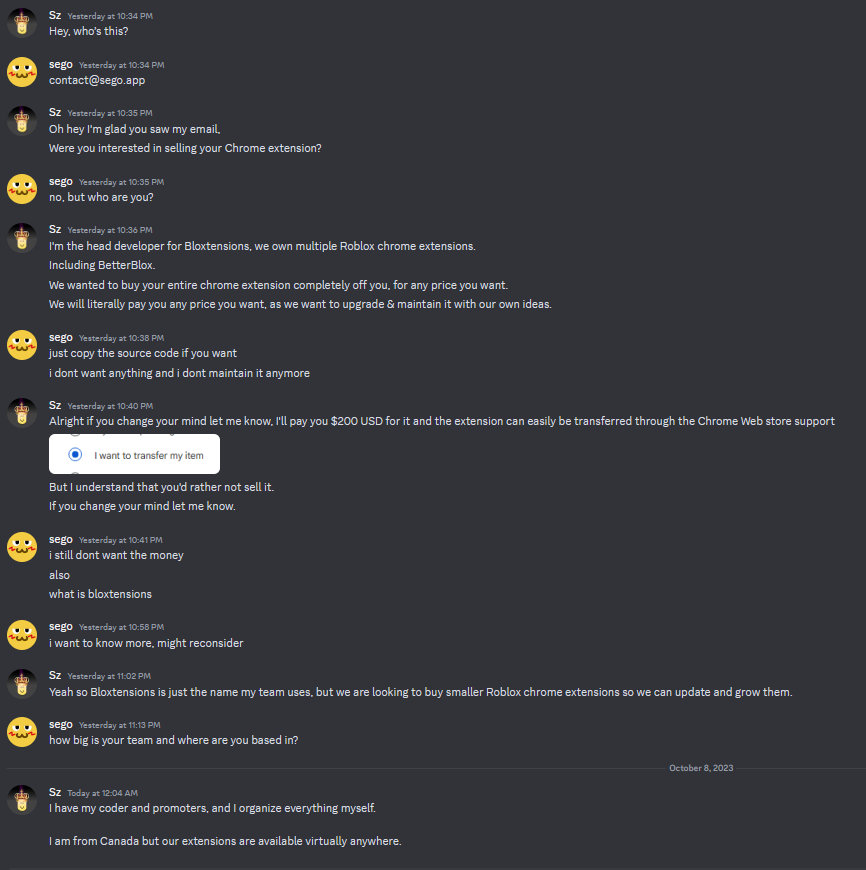 Sz Yesterday at 10:34 PM
Hey, who's this?
sego Yesterday at 10:34 PM
contact@sego.app
Sz Yesterday at 10:35 PM
Oh hey I'm glad you saw my email,
Were you interested in selling your Chrome extension?
sego Yesterday at 10:35 PM
no, but who are you?
Sz Yesterday at 10:36 PM
I'm the head developer for Bloxtensions, we own multiple Roblox chrome extensions.
Including BetterBlox.
We wanted to buy your entire chrome extension completely off you, for any price you want.
We will literally pay you any price you want, as we want to upgrade & maintain it with our own ideas.
sego Yesterday at 10:38 PM
just copy the source code if you want
i dont want anything and i dont maintain it anymore
Sz Yesterday at 10:40 PM
Alright if you change your mind let me know, I'll pay you $200 USD for it and the extension can easily be transferred through the Chrome Web store support
I want to transfer my item
But I understand that you'd rather not sell it.
If you change your mind let me know.
sego Yesterday at 10:41 PM
i still dont want the money
also
what is bloxtensions
sego Yesterday at 10:58 PM
i want to know more, might reconsider
Sz Yesterday at 11:02 PM
Yeah so Bloxtensions is just the name my team uses, but we are looking to buy smaller Roblox chrome extensions so we can update and grow them.
sego Yesterday at 11:13 PM
how big is your team and where are you based in?
October 8, 2023
Sz Today at 12:04 AM
I have my coder and promoters, and I organize everything myself.
I am from Canada but our extensions are available virtually anywhere.